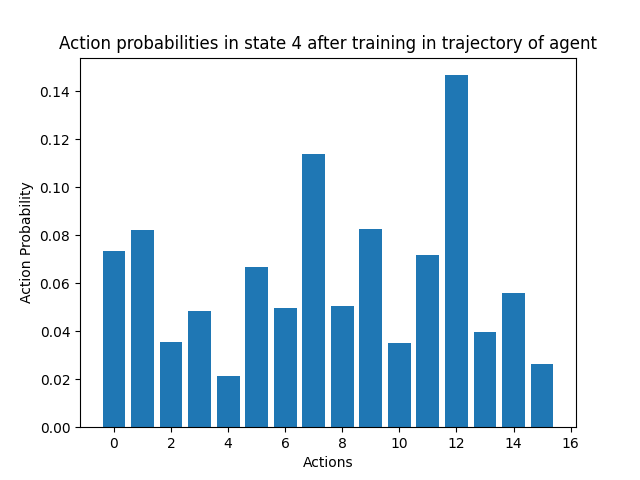 Action probabilities in state 4 after training in trajectory of agent
0.14
0.12
0.10
0.08
0.06
0.04
0.02
0.00
Action Probability
0 2 4 6 8 10 12 14 16
Actions